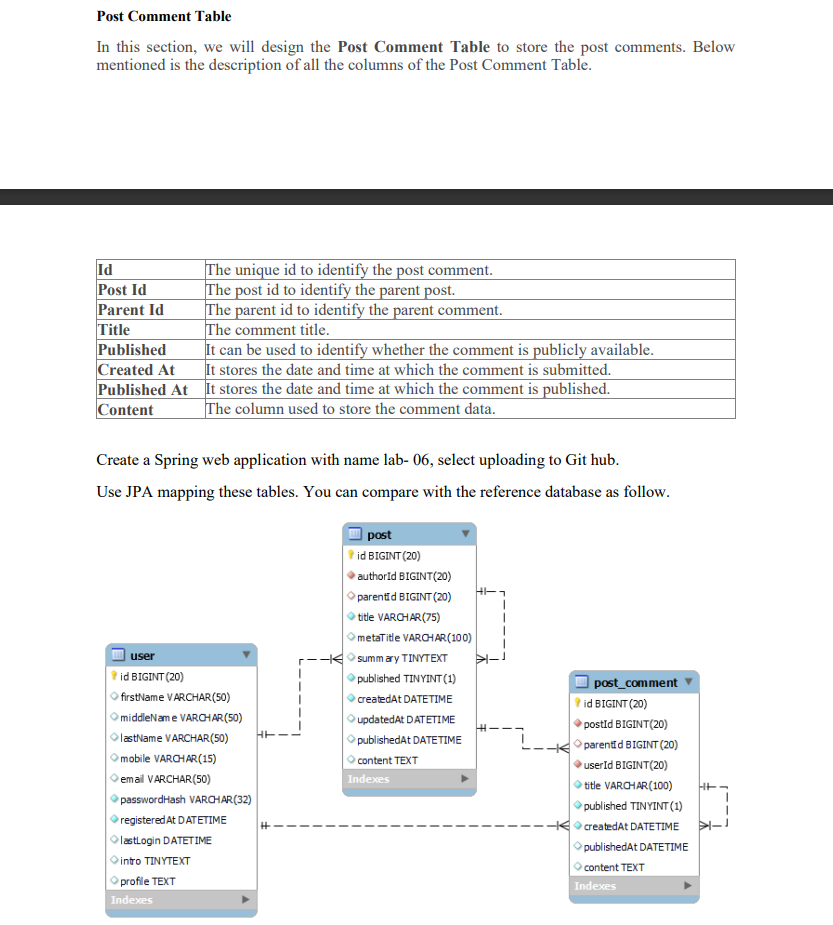 Post Comment Table
In this section, we will design the Post Comment Table to store the post comments. Below
mentioned is the description of all the columns of the Post Comment Table.
Id The unique id to identify the post comment.
Post Id The post id to identify the parent post.
Parent Id The parent id to identify the parent comment.
Title The comment title.
Published It can be used to identify whether the comment is publicly available.
Created At It stores the date and time at which the comment is submitted.
Published At It stores the date and time at which the comment is published.
Content The column used to store the comment data.
Create a Spring web application with name lab- 06, select uploading to Git hub.
Use JPA mapping these tables. You can compare with the reference database as follow.
post
id BIGINT(20)
authorId BIGINT(20)
parentId BIGINT(20)
title VARCHAR(75)
metaTitle VARCHAR(100)
summary TINYTEXT
published TINYINT(1)
createdAt DATETIME
updatedAt DATETIME
publishedAt DATETIME
content TEXT
Indexes
user
id BIGINT(20)
firstName VARCHAR(50)
middleName VARCHAR(50)
lastName VARCHAR(50)
mobile VARCHAR(15)
email VARCHAR(50)
passwordHash VARCHAR(32)
registeredAt DATETIME
lastLogin DATETIME
intro TINYTEXT
profile TEXT
Indexes
post_comment
id BIGINT(20)
postId BIGINT(20)
parentId BIGINT(20)
userId BIGINT(20)
title VARCHAR(100)
published TINYINT(1)
createdAt DATETIME
publishedAt DATETIME
content TEXT
Indexes